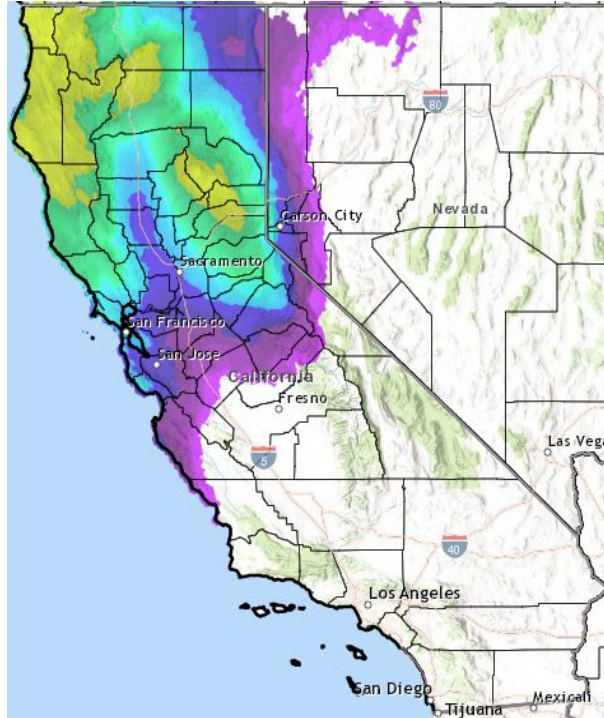 80
Nevada
Carson City
Sacramento
San Francisco
San Jose
California
Fresno
5
Las Vega
40
Los Angeles
San Diego
Tijuana
Mexicali